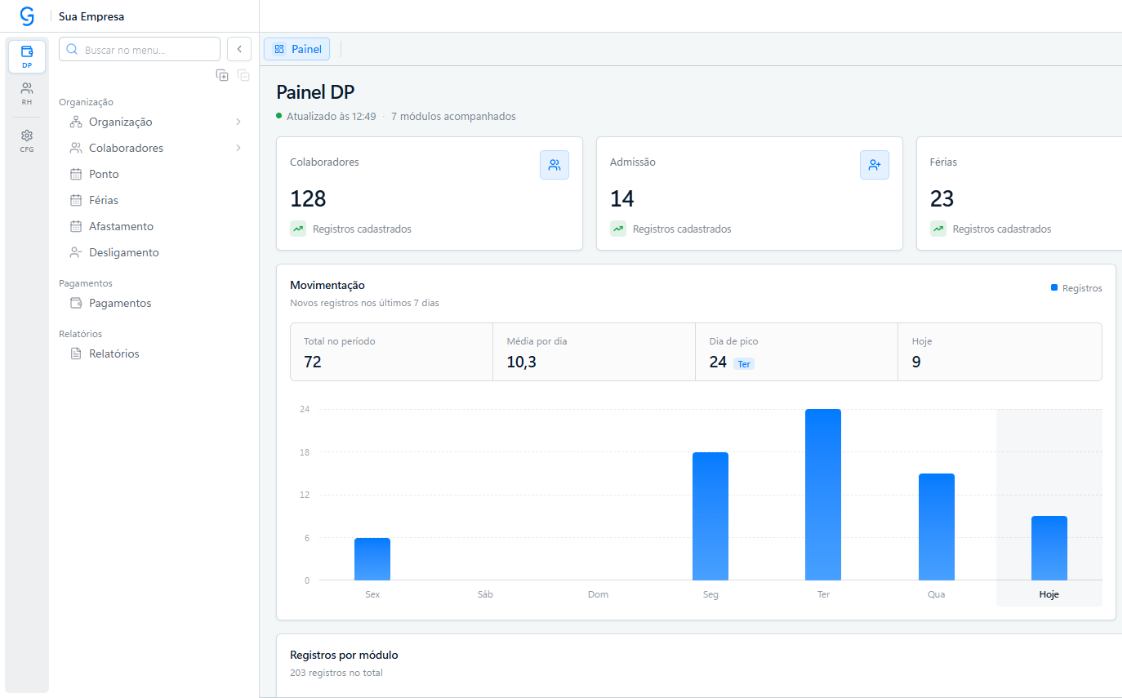 Sua Empresa
DP
RH
CFG
Buscar no menu...
Organização
Organização
Colaboradores
Ponto
Férias
Afastamento
Desligamento
Pagamentos
Pagamentos
Relatórios
Relatórios
Painel
Painel DP
Atualizado às 12:49 · 7 módulos acompanhados
Colaboradores
128
Registros cadastrados
Admissão
14
Registros cadastrados
Férias
23
Registros cadastrados
Movimentação
Novos registros nos últimos 7 dias
Registros
Total no período
72
Média por dia
10,3
Dia de pico
24 Ter
Hoje
9
24
18
12
6
0
Sex Sáb Dom Seg Ter Qua Hoje
Registros por módulo
203 registros no total